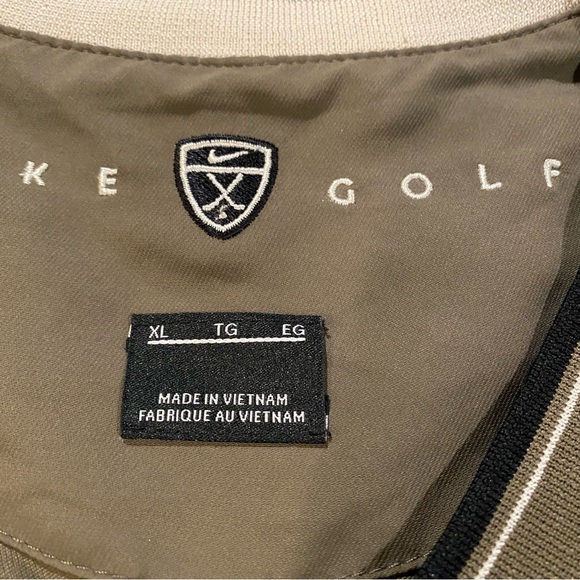 KE GOLF
XL TG EG
MADE IN VIETNAM
FABRIQUE AU VIETNAM